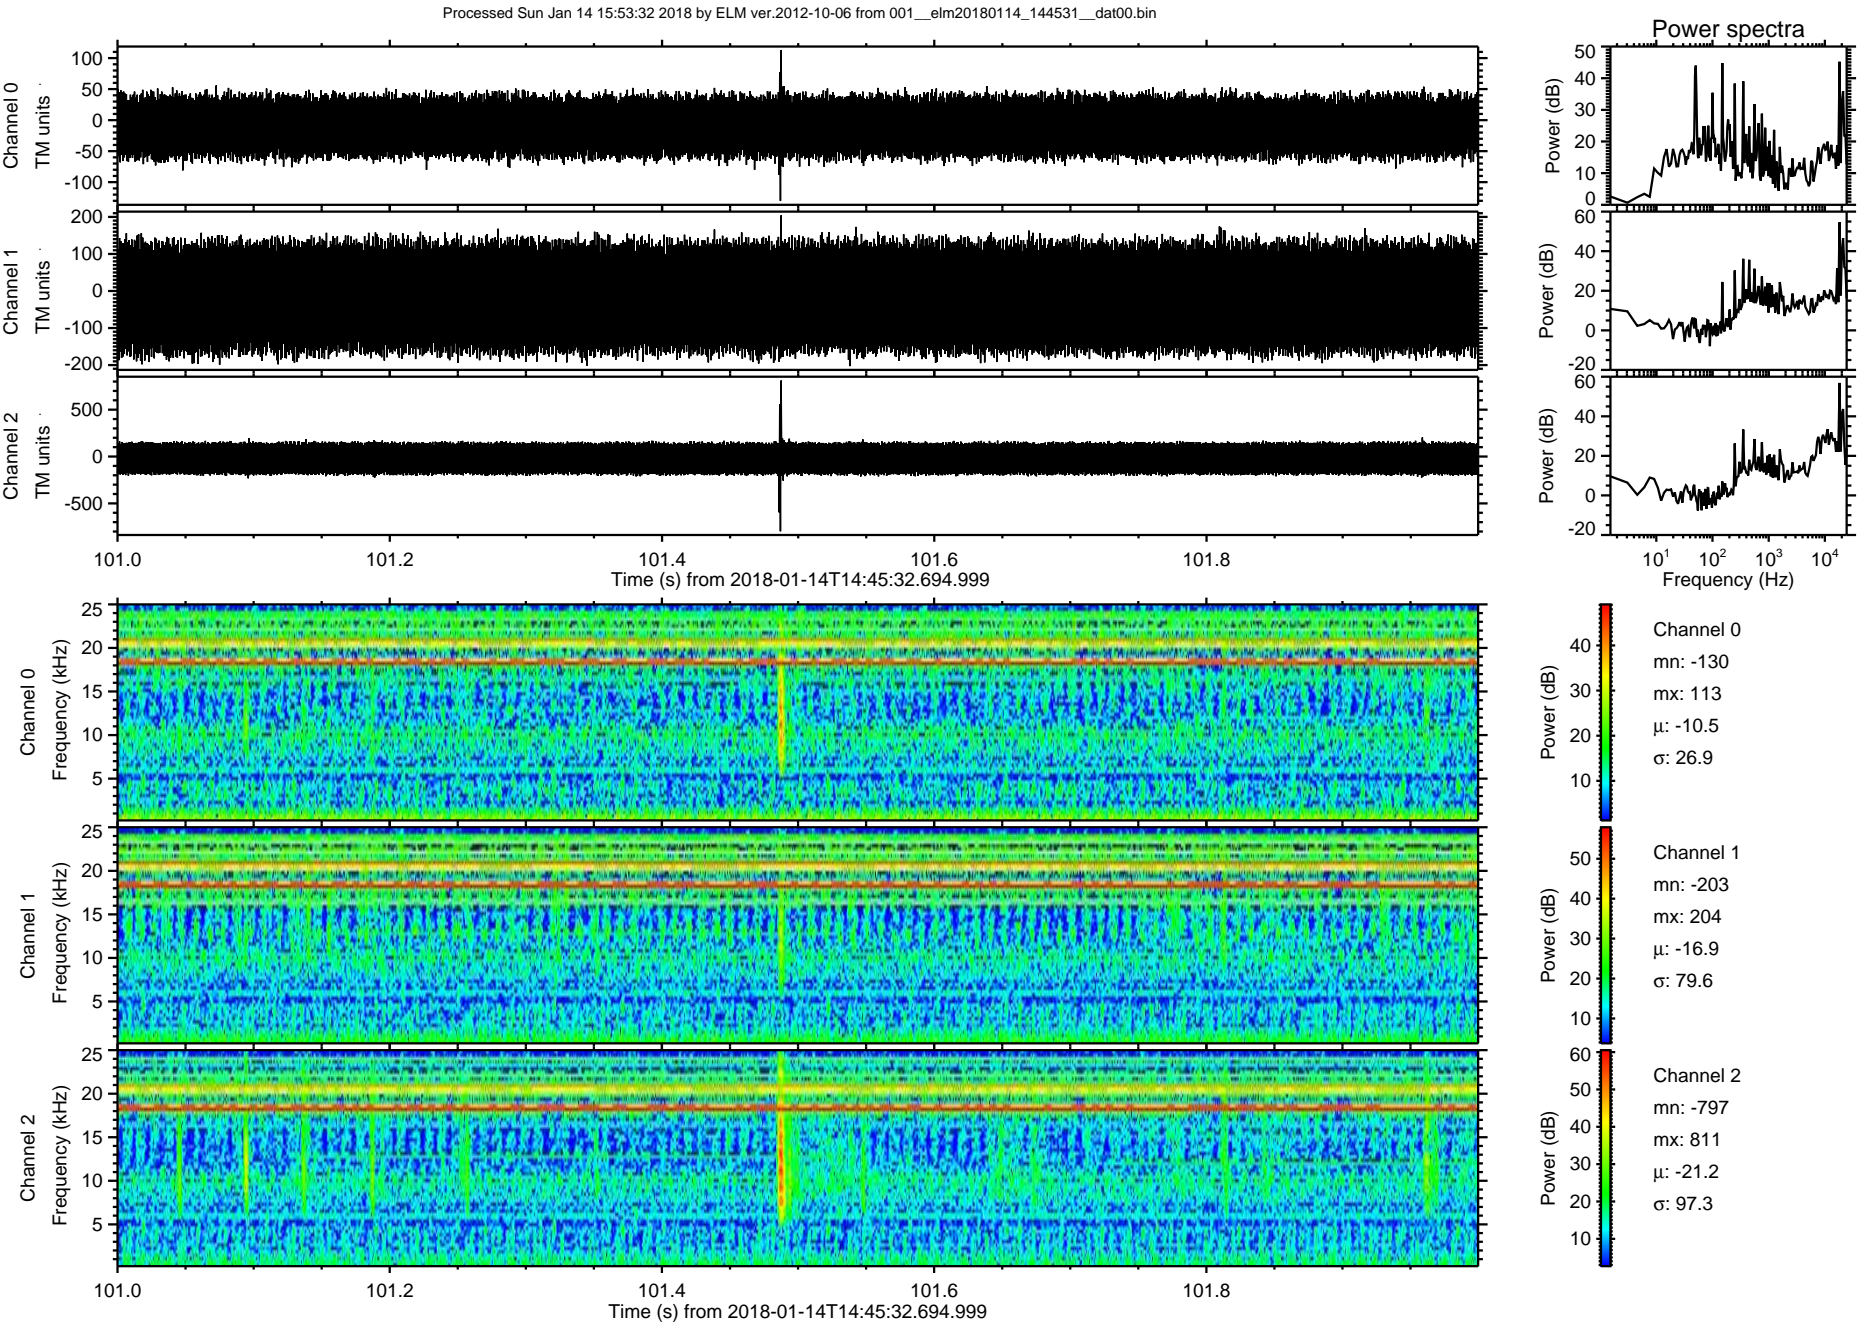 Processed Sun Jan 14 15:53:32 2018 by ELM ver.2012-10-06 from 001__elm20180114_144531__dat00.bin
Power spectra
Channel 0
TM units
100
50
0
-50
-100
Power (dB)
50
40
30
20
10
0
Channel 1
TM units
200
100
0
-100
-200
Power (dB)
60
40
20
0
-20
Channel 2
TM units
500
0
-500
Power (dB)
60
40
20
0
-20
101.0 101.2 101.4 101.6 101.8
Time (s) from 2018-01-14T14:45:32.694.999
10^1 10^2 10^3 10^4
Frequency (Hz)
Channel 0
Frequency (kHz)
25
20
15
10
5
Power (dB)
40
30
20
10
Channel 0
mn: -130
mx: 113
μ: -10.5
σ: 26.9
Channel 1
Frequency (kHz)
25
20
15
10
5
Power (dB)
50
40
30
20
10
Channel 1
mn: -203
mx: 204
μ: -16.9
σ: 79.6
Channel 2
Frequency (kHz)
25
20
15
10
5
Power (dB)
60
50
40
30
20
10
Channel 2
mn: -797
mx: 811
μ: -21.2
σ: 97.3
101.0 101.2 101.4 101.6 101.8
Time (s) from 2018-01-14T14:45:32.694.999